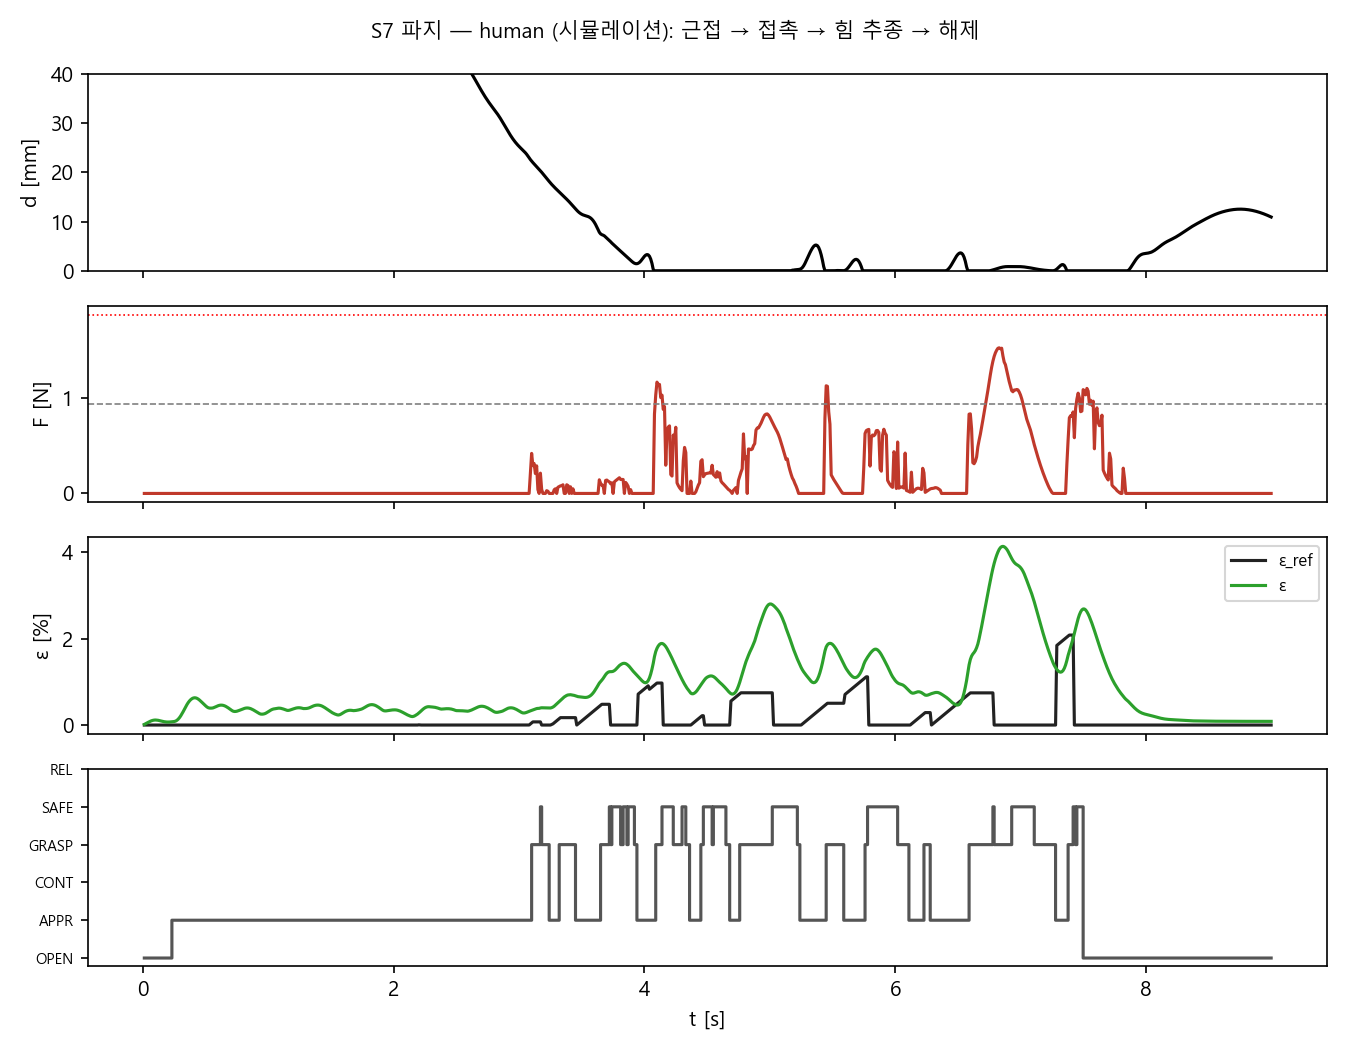 S7 파지 — human (시뮬레이션): 근접 → 접촉 → 힘 추종 → 해제
40
30
20
10
0
d [mm]
1
0
F [N]
4
2
0
ε [%]
ε_ref
ε
REL
SAFE
GRASP
CONT
APPR
OPEN
0 2 4 6 8
t [s]